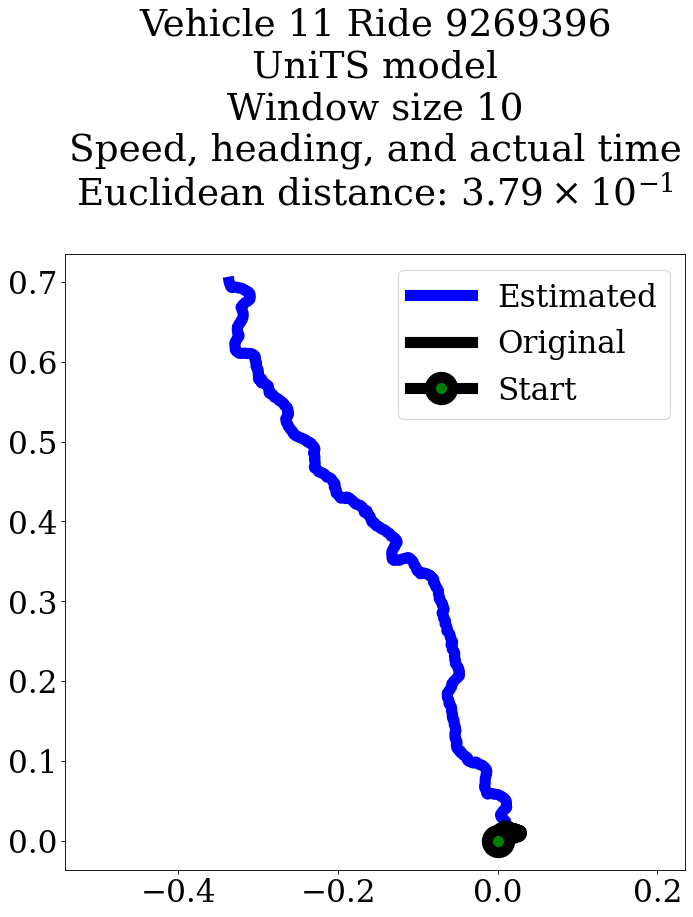 Vehicle 11 Ride 9269396
UniTS model
Window size 10
Speed, heading, and actual time
Euclidean distance: 3.79 × 10⁻¹
Estimated
Original
Start
0.7
0.6
0.5
0.4
0.3
0.2
0.1
0.0
−0.4 −0.2 0.0 0.2